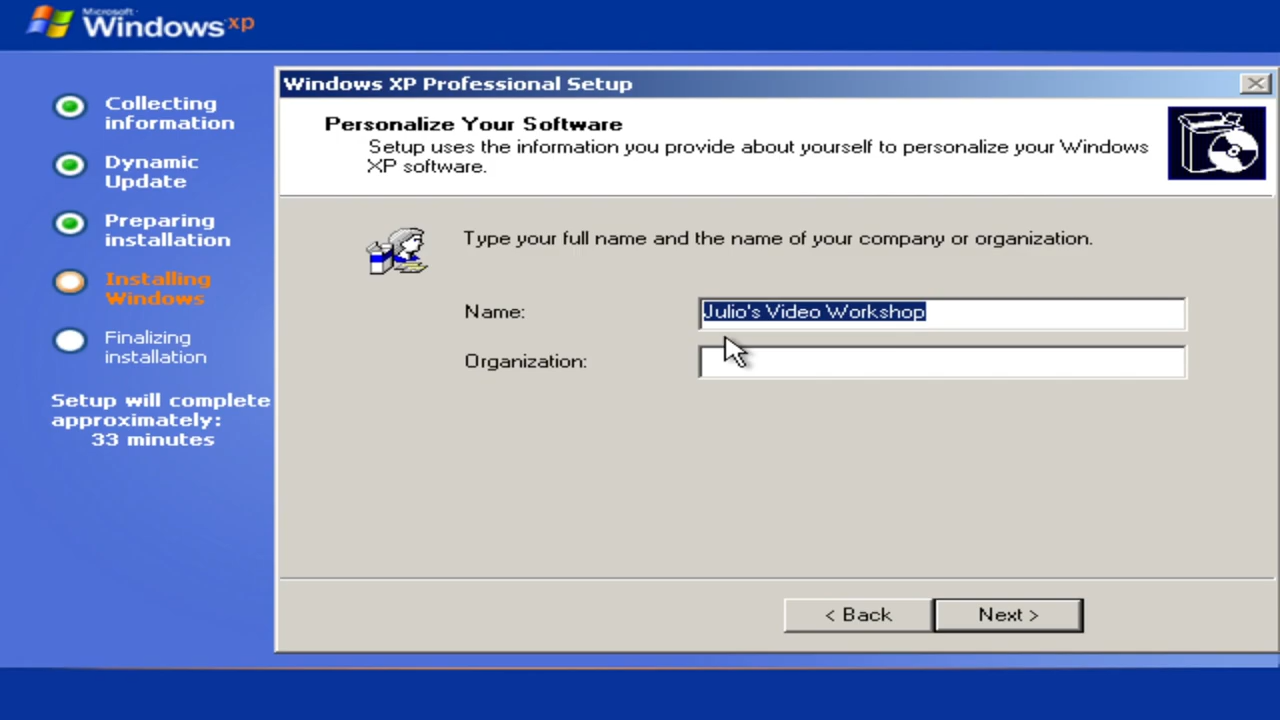 Microsoft
Windows xp
Collecting
information
Dynamic
Update
Preparing
installation
Installing
Windows
Finalizing
installation
Setup will complete
approximately:
33 minutes
Windows XP Professional Setup
Personalize Your Software
Setup uses the information you provide about yourself to personalize your Windows
XP software.
Type your full name and the name of your company or organization.
Name: Julio's Video Workshop
Organization:
< Back Next >